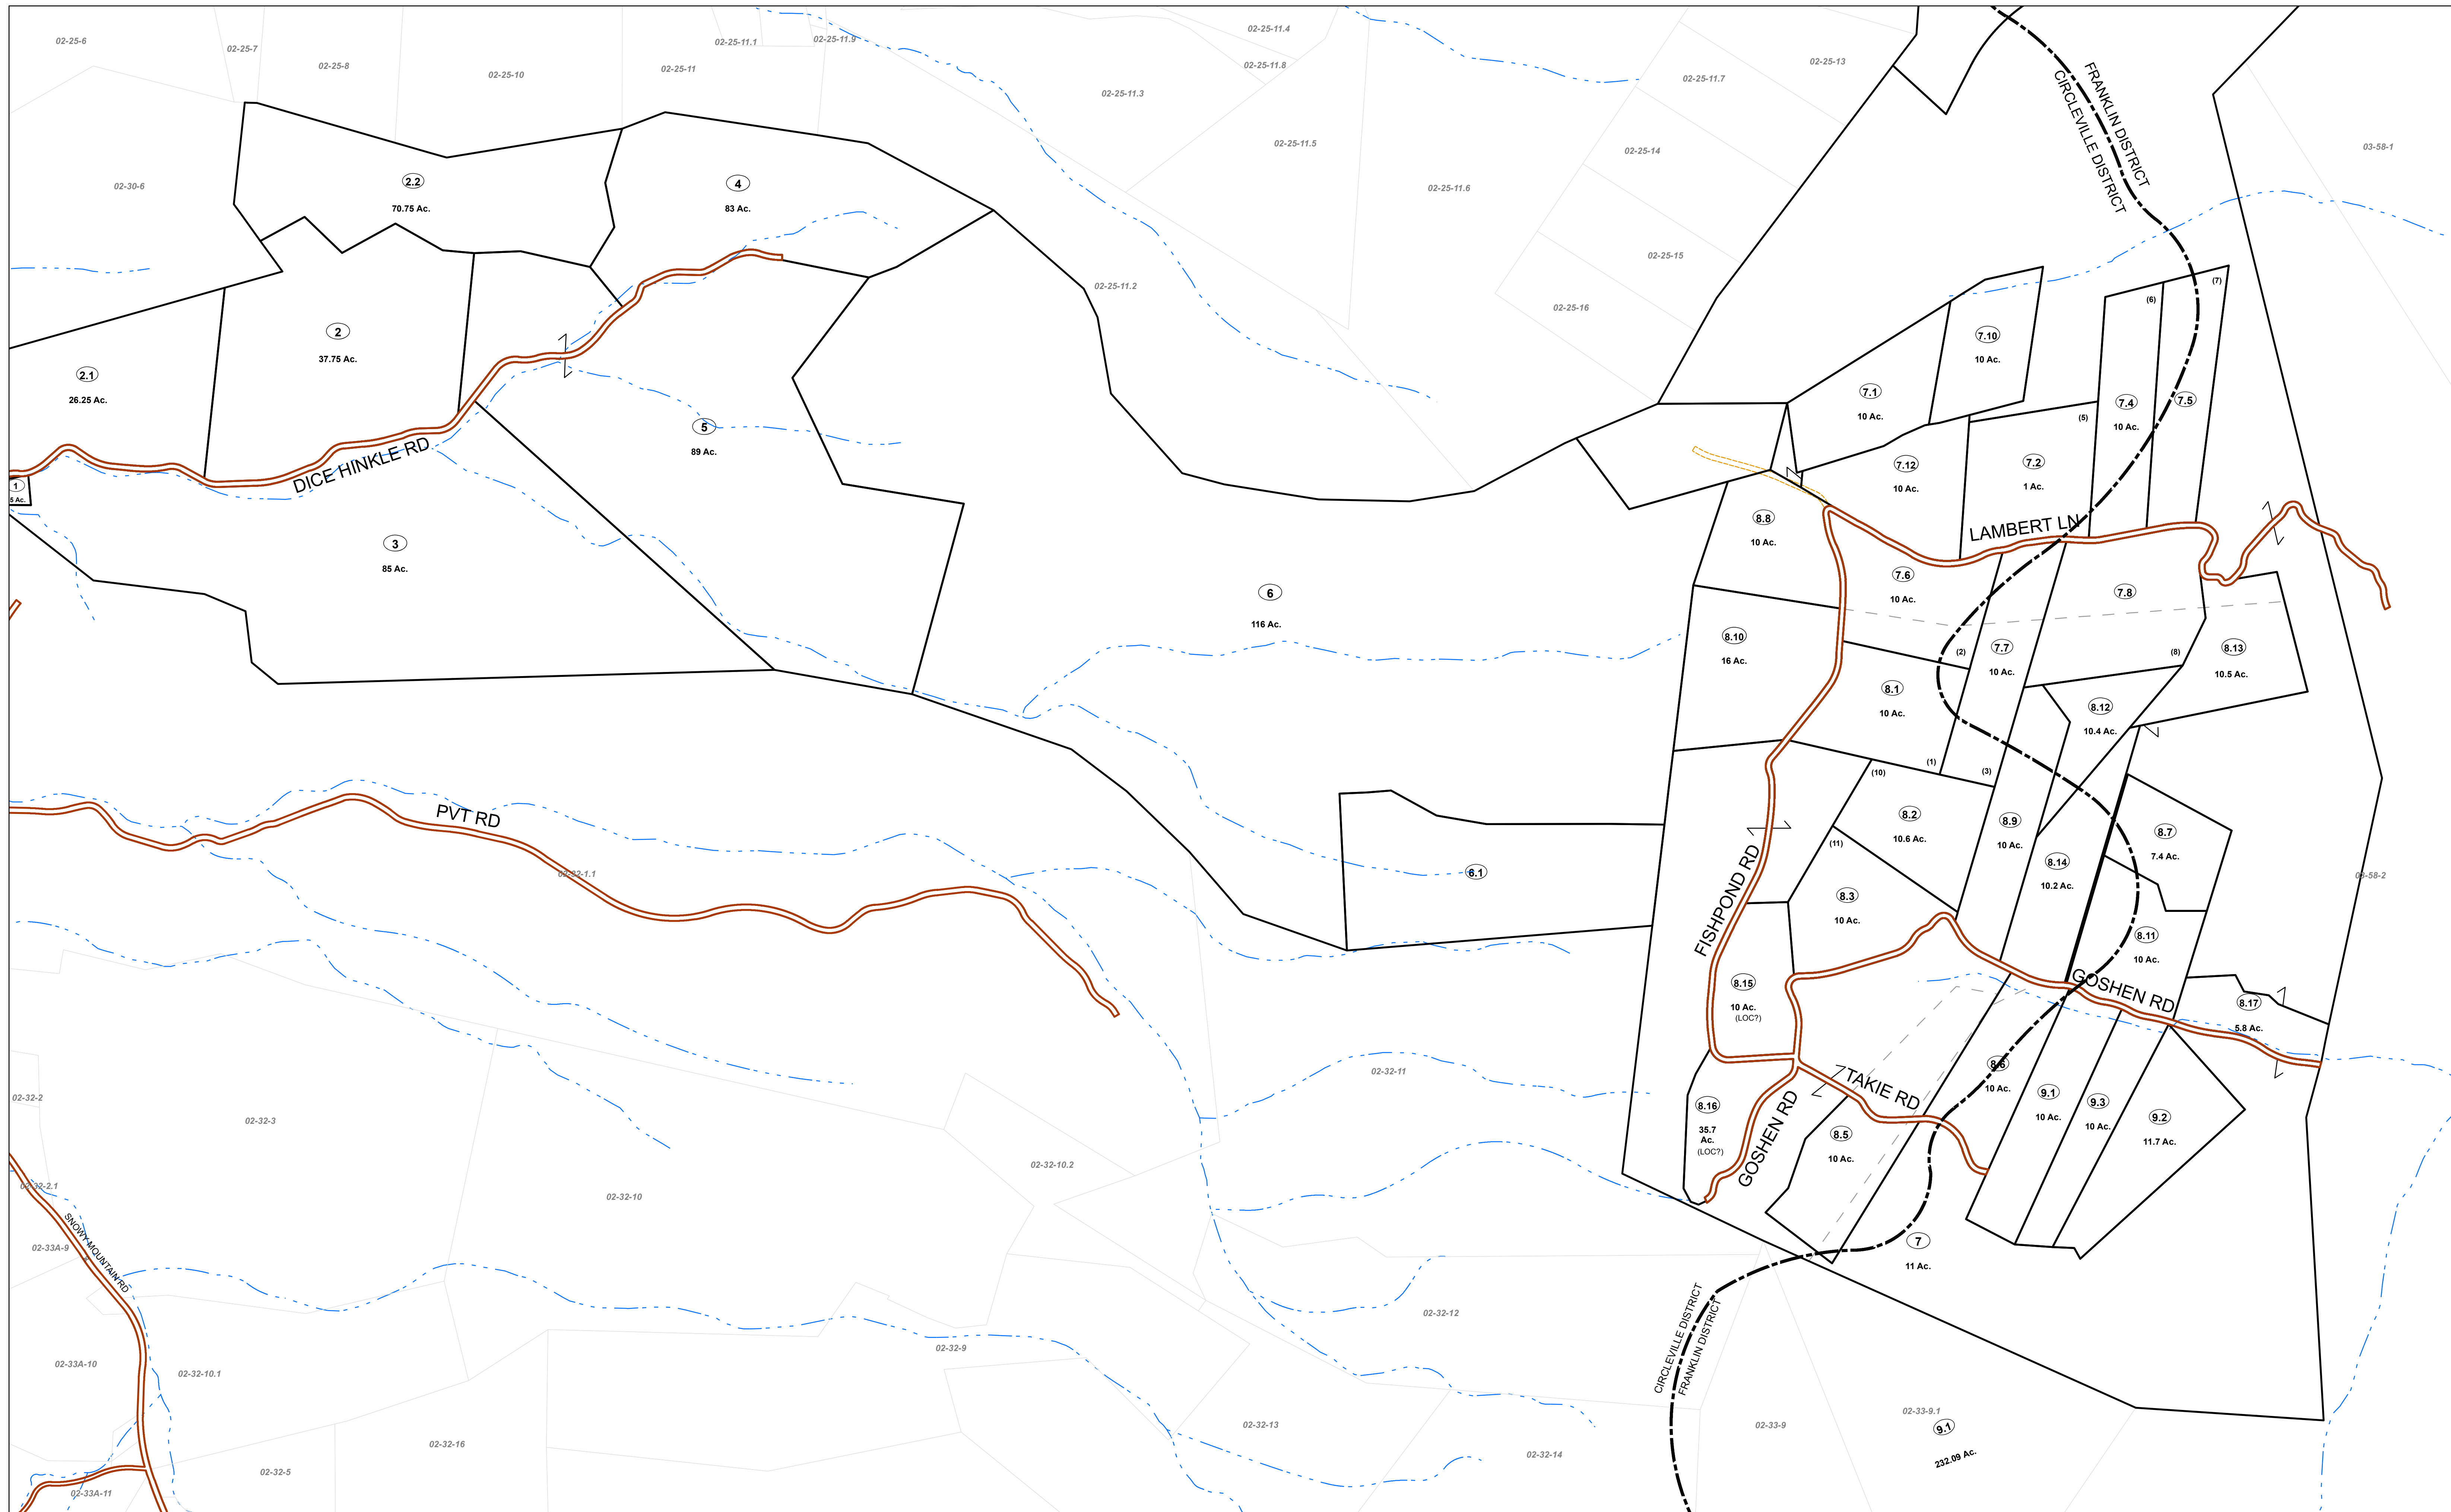 02-25-6
02-25-7
02-25-8
02-25-10
02-25-11
02-25-11.1
02-25-11.9
02-25-11.3
02-25-11.4
02-25-11.8
02-25-11.5
02-25-11.6
02-25-11.7
02-25-13
02-25-14
02-25-15
02-25-16
02-25-11.2
03-58-1
FRANKLIN DISTRICT
CIRCLEVILLE DISTRICT
02-30-6
2.2
70.75 Ac.
4
83 Ac.
2
37.75 Ac.
2.1
26.25 Ac.
DICE HINKLE RD
1
5 Ac.
3
85 Ac.
5
89 Ac.
6
116 Ac.
6.1
7.10
10 Ac.
7.1
10 Ac.
(7)
(6)
7.4
10 Ac.
7.5
(5)
7.12
10 Ac.
7.2
1 Ac.
LAMBERT LN
8.8
10 Ac.
7.6
10 Ac.
7.8
8.10
16 Ac.
(2)
7.7
10 Ac.
(8)
8.13
10.5 Ac.
8.1
10 Ac.
8.12
10.4 Ac.
(1)
(3)
(10)
8.2
10.6 Ac.
8.9
10 Ac.
(11)
8.7
7.4 Ac.
8.14
10.2 Ac.
03-58-2
FISHPOND RD
8.3
10 Ac.
8.11
10 Ac.
GOSHEN RD
8.15
10 Ac.
(LOC?)
8.17
5.8 Ac.
8.6
10 Ac.
TAKIE RD
9.1
10 Ac.
9.3
10 Ac.
9.2
11.7 Ac.
8.16
35.7
Ac.
(LOC?)
GOSHEN RD
8.5
10 Ac.
7
11 Ac.
PVT RD
02-32-1.1
02-32-11
02-32-2
02-32-3
02-32-10.2
02-32-2.1
02-32-10
02-33A-9
SNOWY MOUNTAIN RD
02-32-12
CIRCLEVILLE DISTRICT
FRANKLIN DISTRICT
02-32-9
02-33A-10
02-32-10.1
02-32-13
02-33-9
02-33-9.1
9.1
232.09 Ac.
02-32-16
02-32-14
02-32-5
02-33A-11